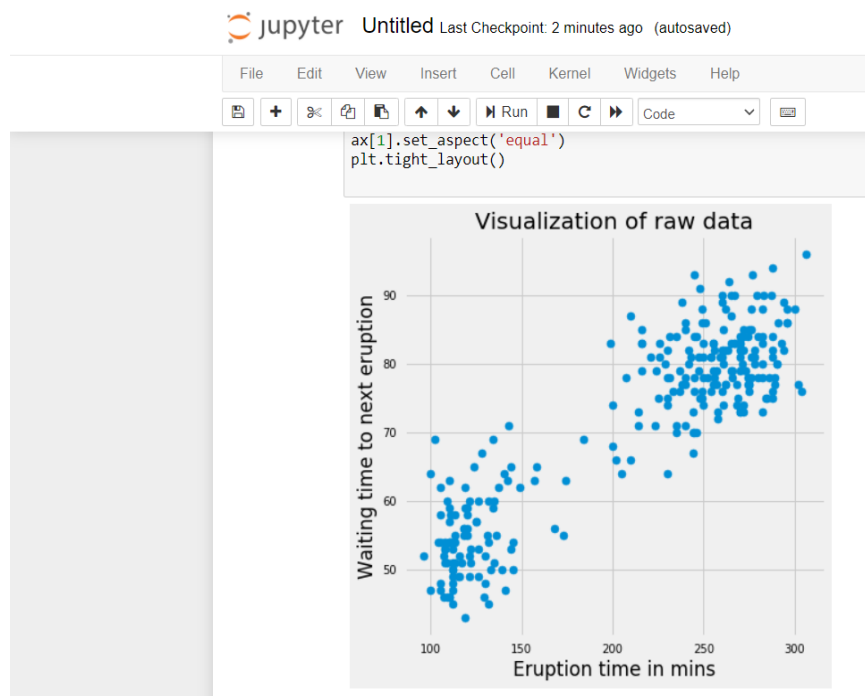 jupyter Untitled Last Checkpoint: 2 minutes ago (autosaved)
File Edit View Insert Cell Kernel Widgets Help
Run Code
ax[1].set_aspect('equal')
plt.tight_layout()
Visualization of raw data
Waiting time to next eruption
90
80
70
60
50
100 150 200 250 300
Eruption time in mins